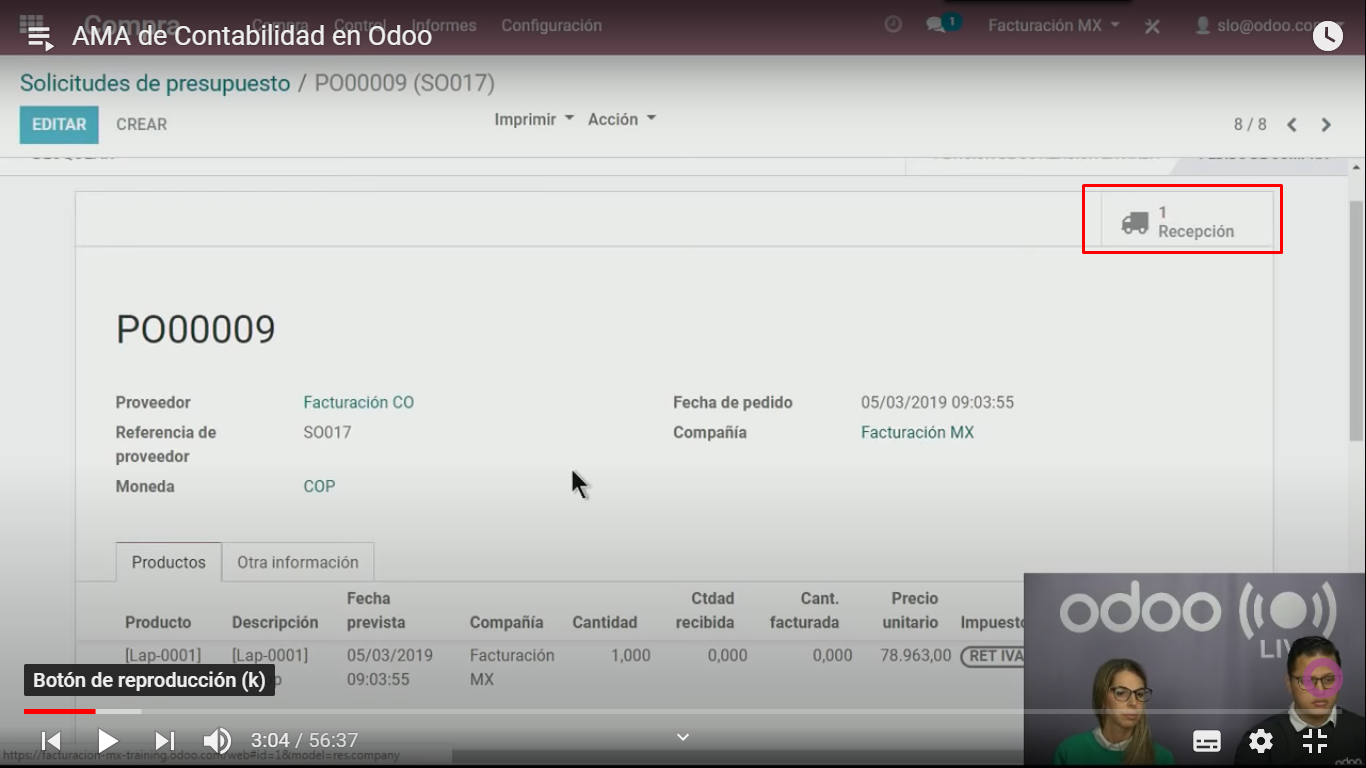 Compra
Compra Control Informes Configuración
1
Facturación MX
slo@odoo.co
AMA de Contabilidad en Odoo
Solicitudes de presupuesto / PO00009 (SO017)
EDITAR CREAR
Imprimir Acción
8 / 8
1
Recepción
PO00009
Proveedor Facturación CO
Fecha de pedido 05/03/2019 09:03:55
Referencia de proveedor SO017
Compañía Facturación MX
Moneda COP
Productos Otra información
Producto Descripción Fecha prevista Compañía Cantidad Ctdad recibida Cant. facturada Precio unitario Impuesto
[Lap-0001] [Lap-0001] 05/03/2019 Facturación 1,000 0,000 0,000 78.963,00 RET IVA
09:03:55 MX
Botón de reproducción (k)
3:04 / 56:37
https://facturacion-mx-training.odoo.com/web#id=1&model=res.company
odoo
LIV
odoo